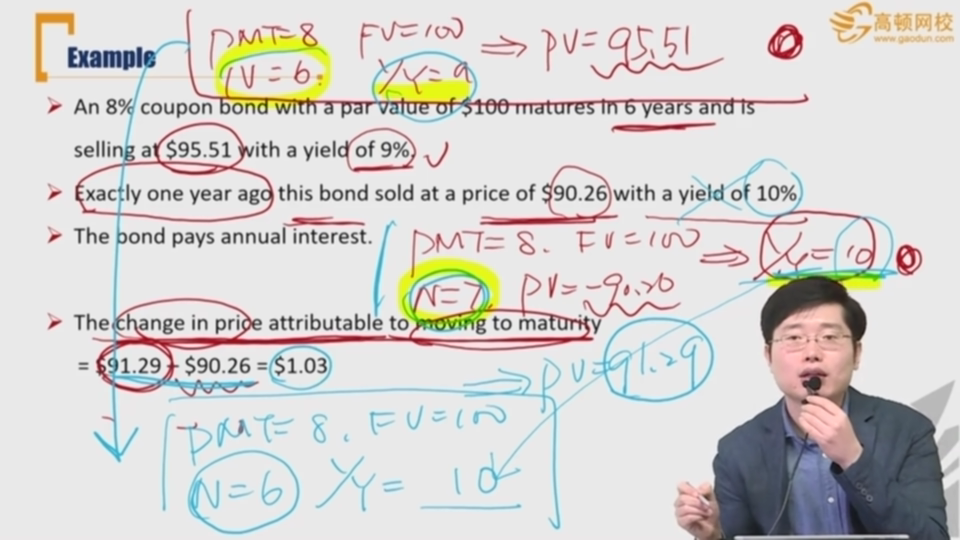 PMT=8 FV=100 ⇒ PV=95.51
N=6. I/Y=9
高顿网校
www.gaodun.com
Example
➤ An 8% coupon bond with a par value of $100 matures in 6 years and is
selling at $95.51 with a yield of 9%.
➤ Exactly one year ago this bond sold at a price of $90.26 with a yield of 10%
➤ The bond pays annual interest.
PMT=8. FV=100 ⇒ I/Y=10
N=7, PV=-90.20
➤ The change in price attributable to moving to maturity
= $91.29 - $90.26 = $1.03
⇒ PV=91.29
PMT=8. FV=100
N=6 I/Y= 10